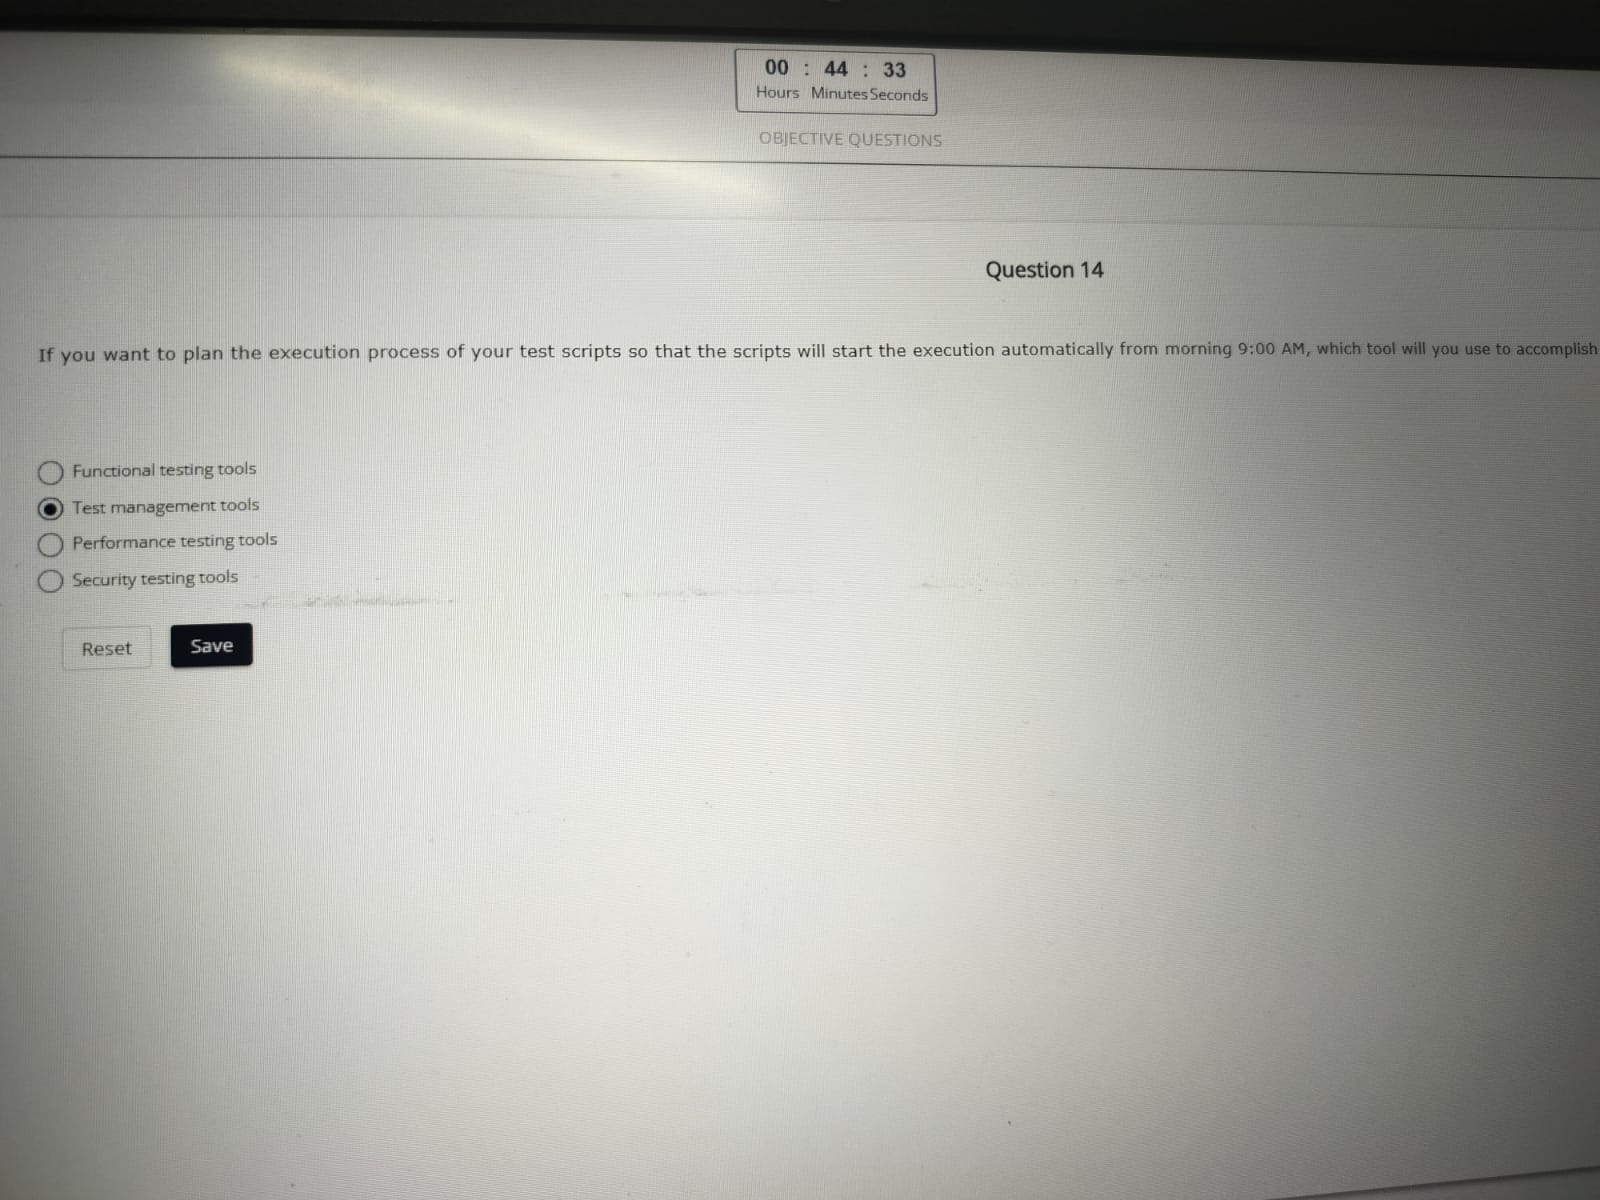 00 : 44 : 33
Hours Minutes Seconds
OBJECTIVE QUESTIONS
Question 14
If you want to plan the execution process of your test scripts so that the scripts will start the execution automatically from morning 9:00 AM, which tool will you use to accomplish
Functional testing tools
Test management tools
Performance testing tools
Security testing tools
Reset Save